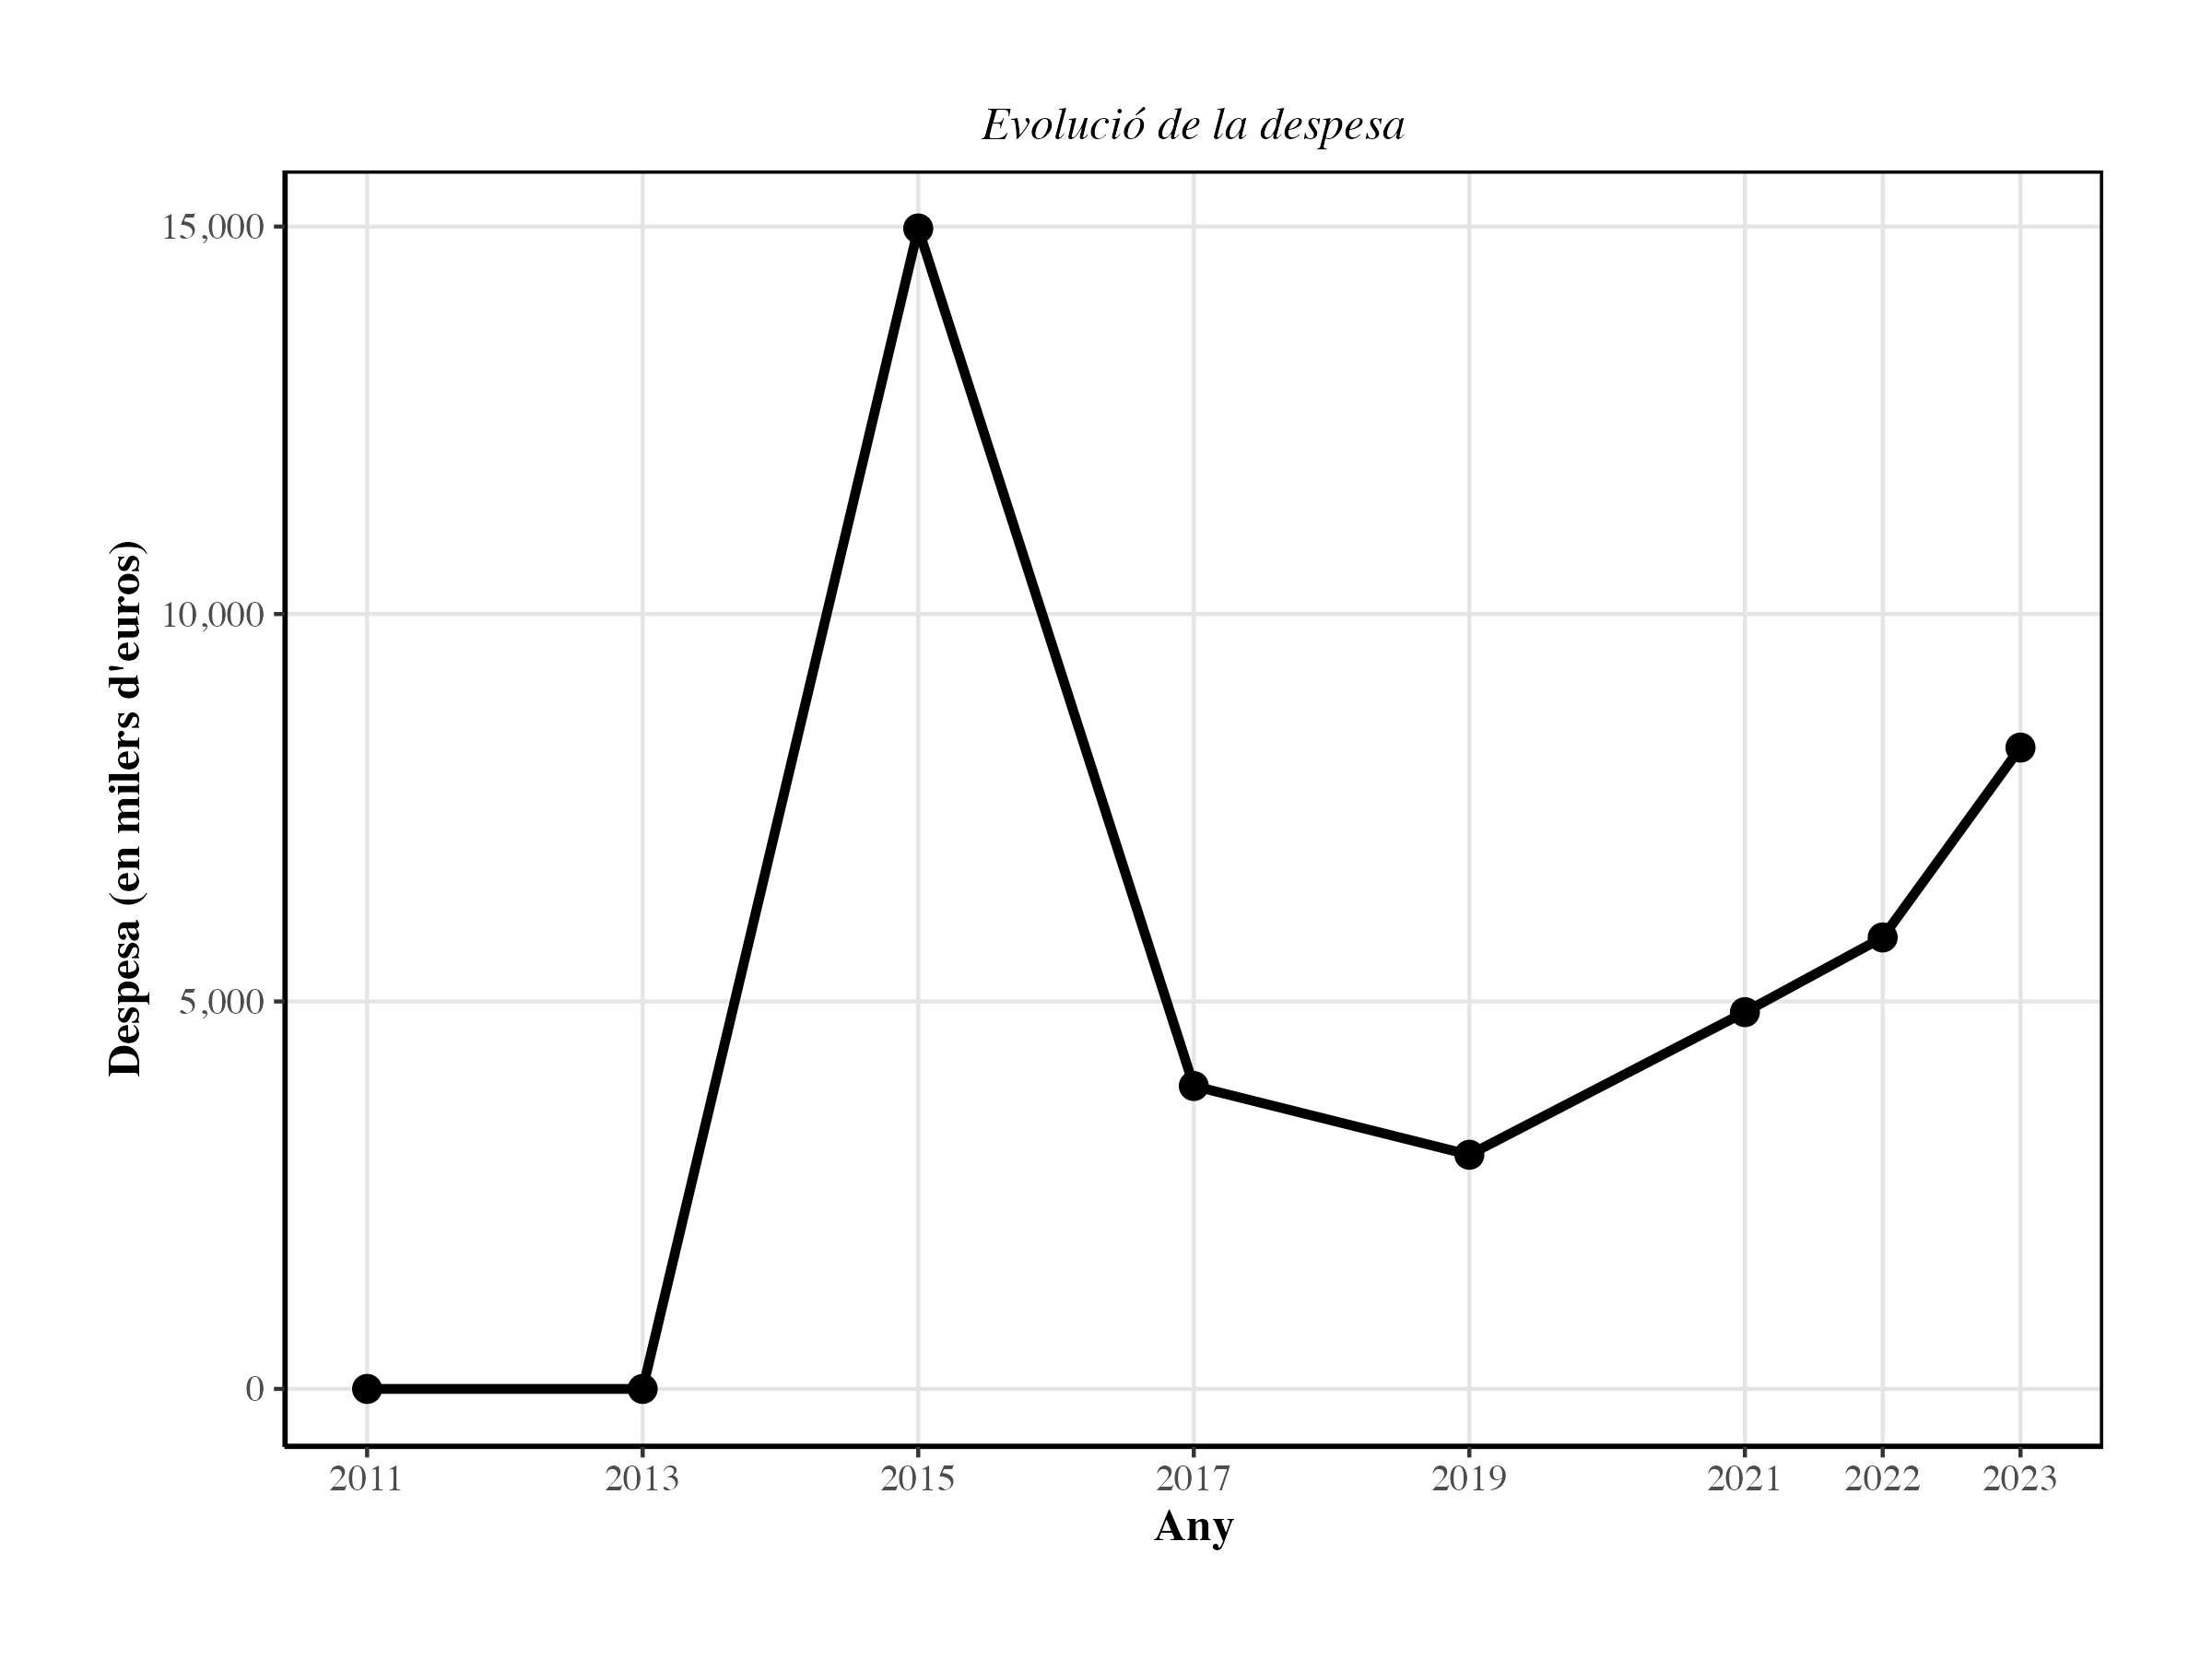 Evolució de la despesa
Despesa (en milers d'euros)
15,000
10,000
5,000
0
2011 2013 2015 2017 2019 2021 2022 2023
Any